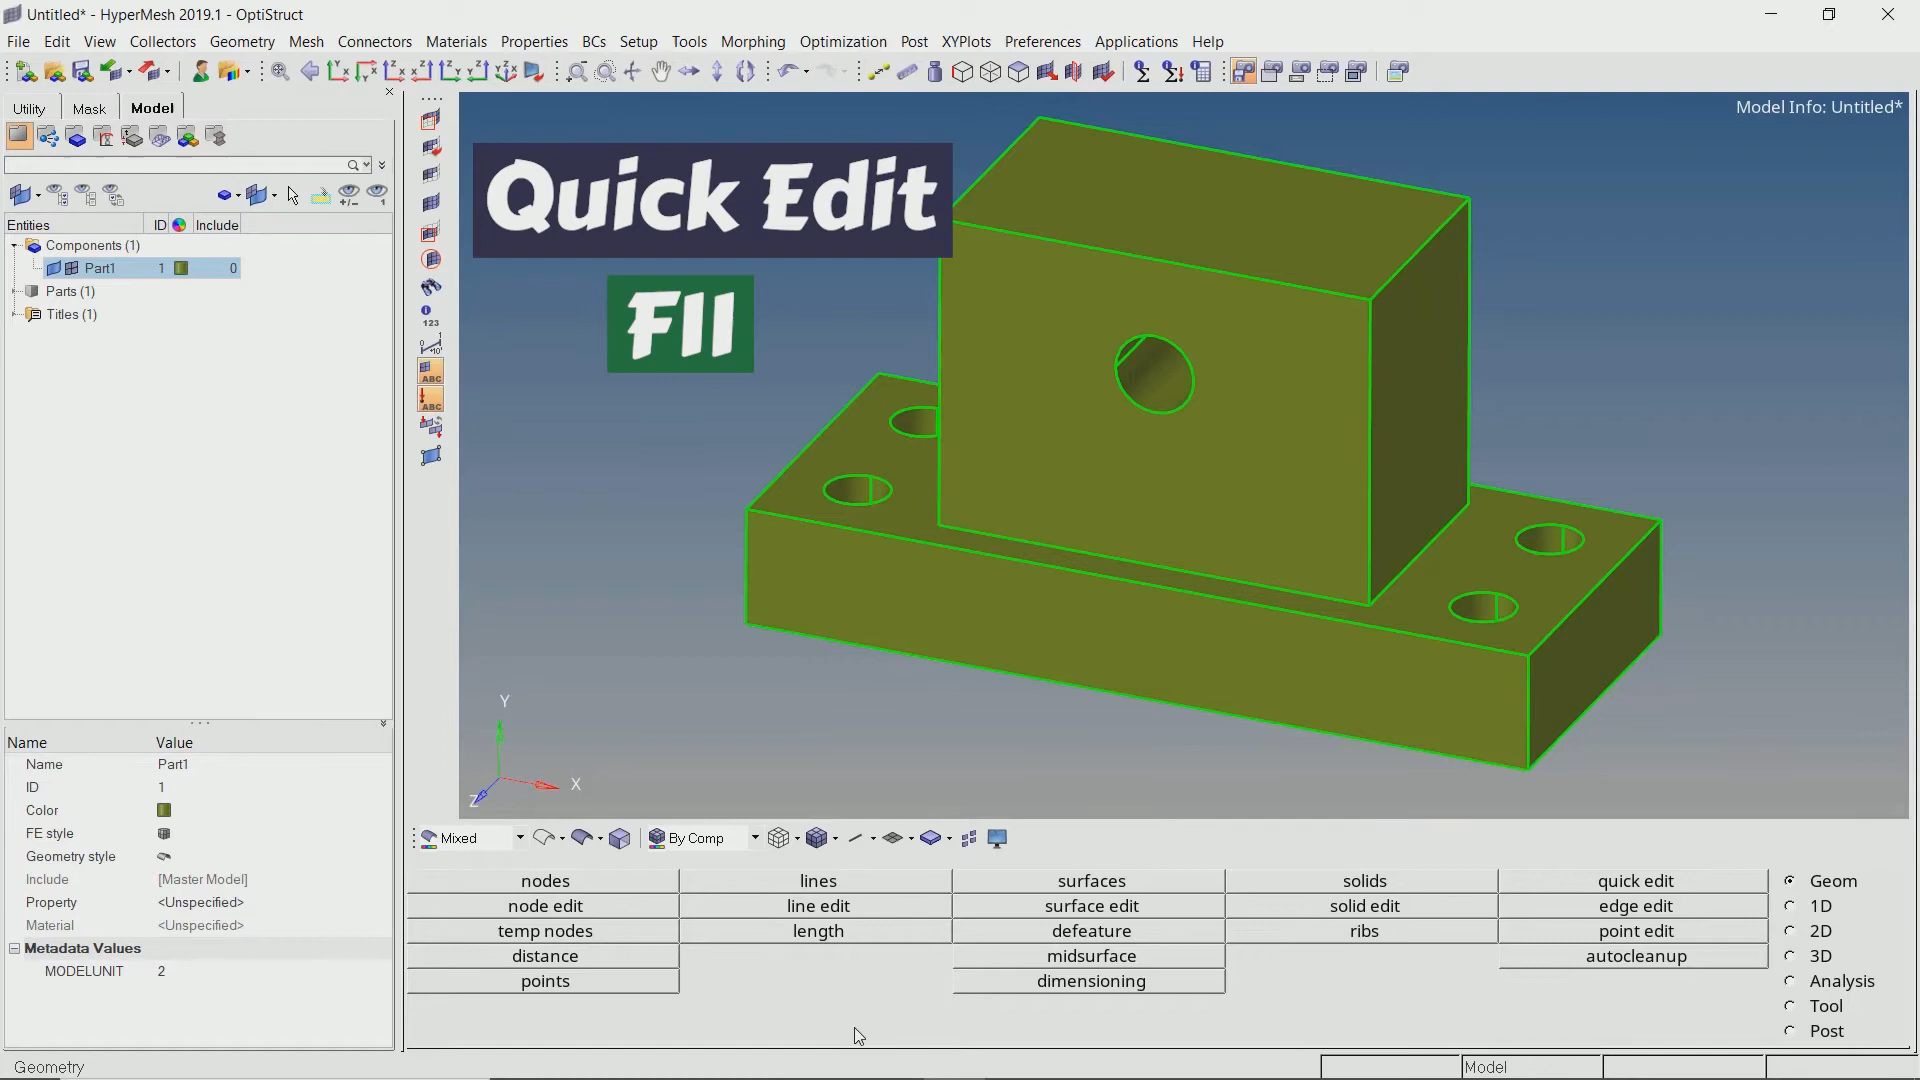 Untitled* - HyperMesh 2019.1 - OptiStruct
File Edit View Collectors Geometry Mesh Connectors Materials Properties BCs Setup Tools Morphing Optimization Post XYPlots Preferences Applications Help
Utility Mask Model
Model Info: Untitled*
Quick Edit
F11
Entities ID Include
Components (1)
Part1 1 0
Parts (1)
Titles (1)
123
ABC
ABC
Y
X
Z
Name Value
Name Part1
ID 1
Color
FE style
Geometry style
Include [Master Model]
Property <Unspecified>
Material <Unspecified>
Metadata Values
MODELUNIT 2
Mixed By Comp
nodes lines surfaces solids quick edit Geom
node edit line edit surface edit solid edit edge edit 1D
temp nodes length defeature ribs point edit 2D
distance midsurface autocleanup 3D
points dimensioning Analysis
Tool
Post
Geometry Model